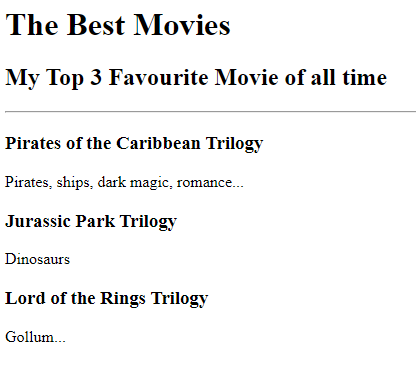 The Best Movies
My Top 3 Favourite Movie of all time
Pirates of the Caribbean Trilogy
Pirates, ships, dark magic, romance...
Jurassic Park Trilogy
Dinosaurs
Lord of the Rings Trilogy
Gollum...